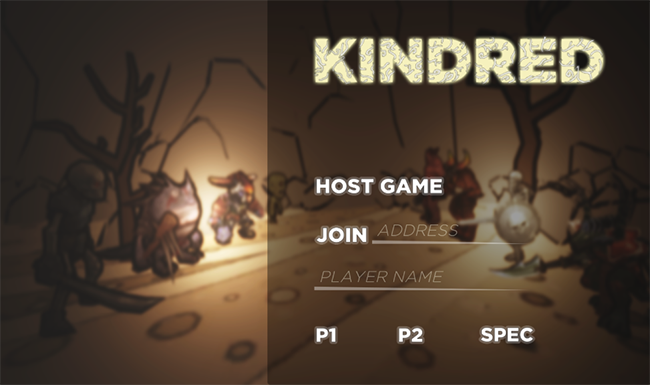 KINDRED
HOST GAME
JOIN ADDRESS
PLAYER NAME
P1 P2 SPEC